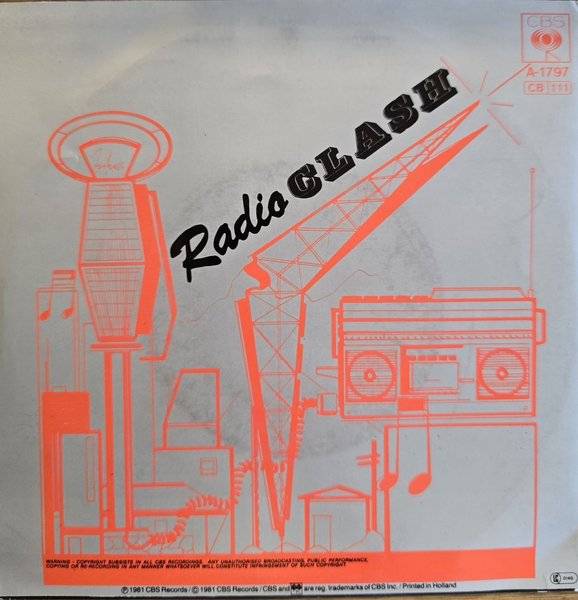 CBS
A-1797
CB 111
Radio CLASH
WARNING - COPYRIGHT SUBSISTS IN ALL CBS RECORDINGS. ANY UNAUTHORISED BROADCASTING, PUBLIC PERFORMANCE,
COPYING OR RE-RECORDING IN ANY MANNER WHATSOEVER WILL CONSTITUTE INFRINGEMENT OF SUCH COPYRIGHT.
℗ 1981 CBS Records / © 1981 CBS Records / CBS and are reg. trademarks of CBS Inc. / Printed in Holland
2149